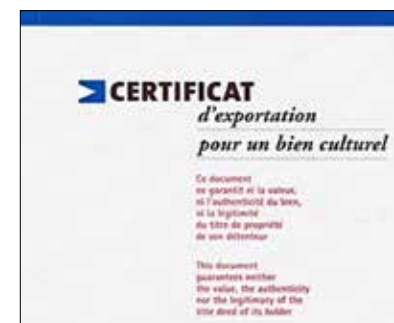 CERTIFICAT
d'exportation
pour un bien culturel
Ce document
ne garantit ni la valeur,
ni l'authenticité du bien,
ni la légitimité
du titre de propriété
de son détenteur
This document
guarantees neither
the value, the authenticity
nor the legitimacy of the
title deed of its holder